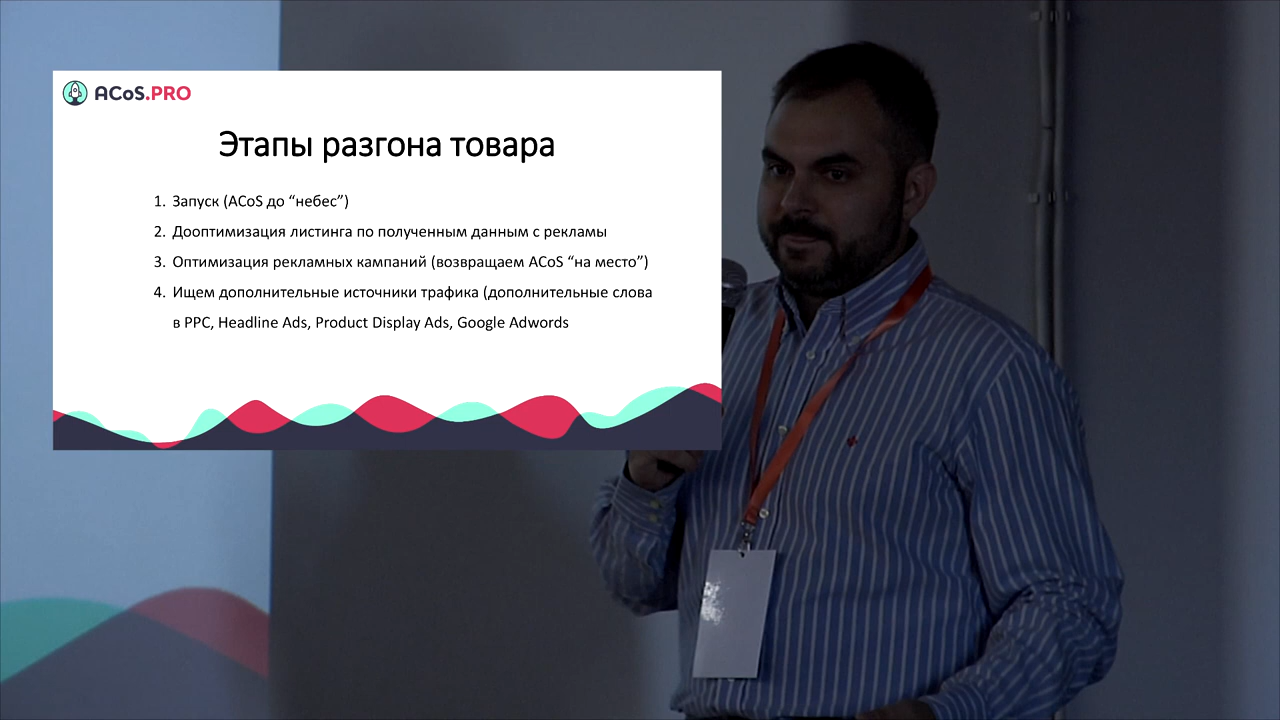 ACoS.PRO
Этапы разгона товара
1. Запуск (ACoS до “небес”)
2. Дооптимизация листинга по полученным данным с рекламы
3. Оптимизация рекламных кампаний (возвращаем ACoS “на место”)
4. Ищем дополнительные источники трафика (дополнительные слова
в PPC, Headline Ads, Product Display Ads, Google Adwords